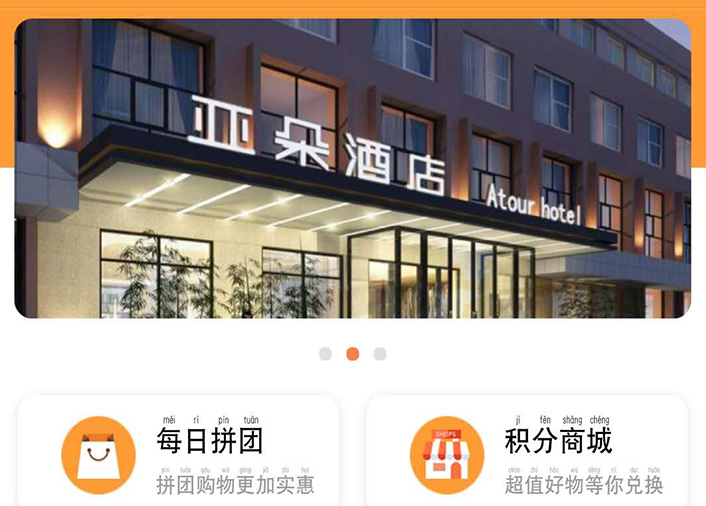 亚朵酒店
Atour hotel
měi rì pīn tuán
每日拼团
pīn tuán gòu wù gèng jiā shí huì
拼团购物更加实惠
jī fēn shāng chéng
积分商城
SHOPS
chāo zhí hǎo wù děng nǐ duì huàn
超值好物等你兑换